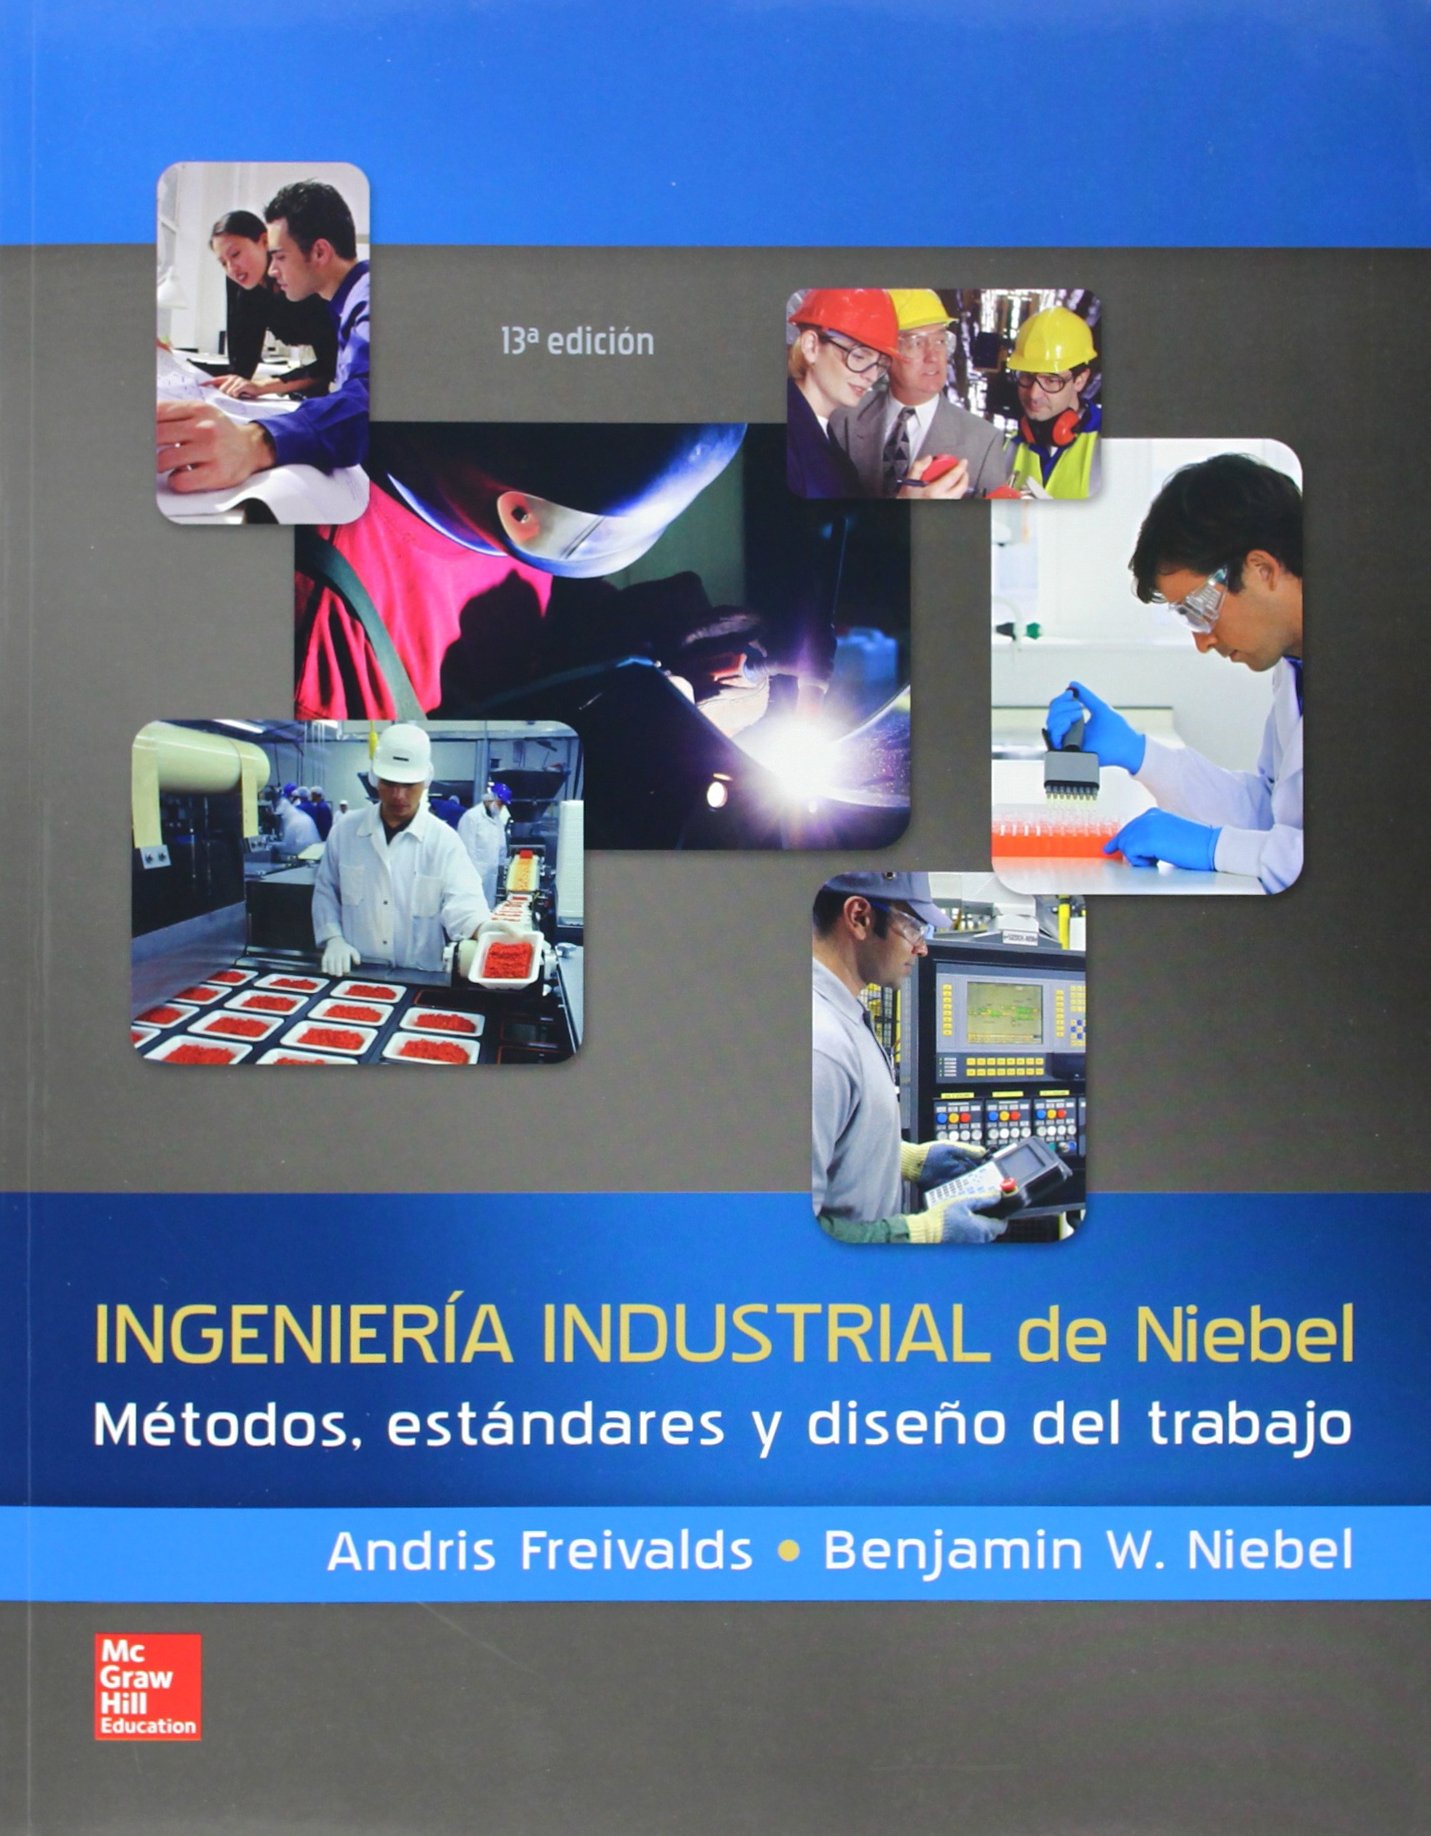 13ª edición
INGENIERÍA INDUSTRIAL de Niebel
Métodos, estándares y diseño del trabajo
Andris Freivalds • Benjamin W. Niebel
Mc
Graw
Hill
Education